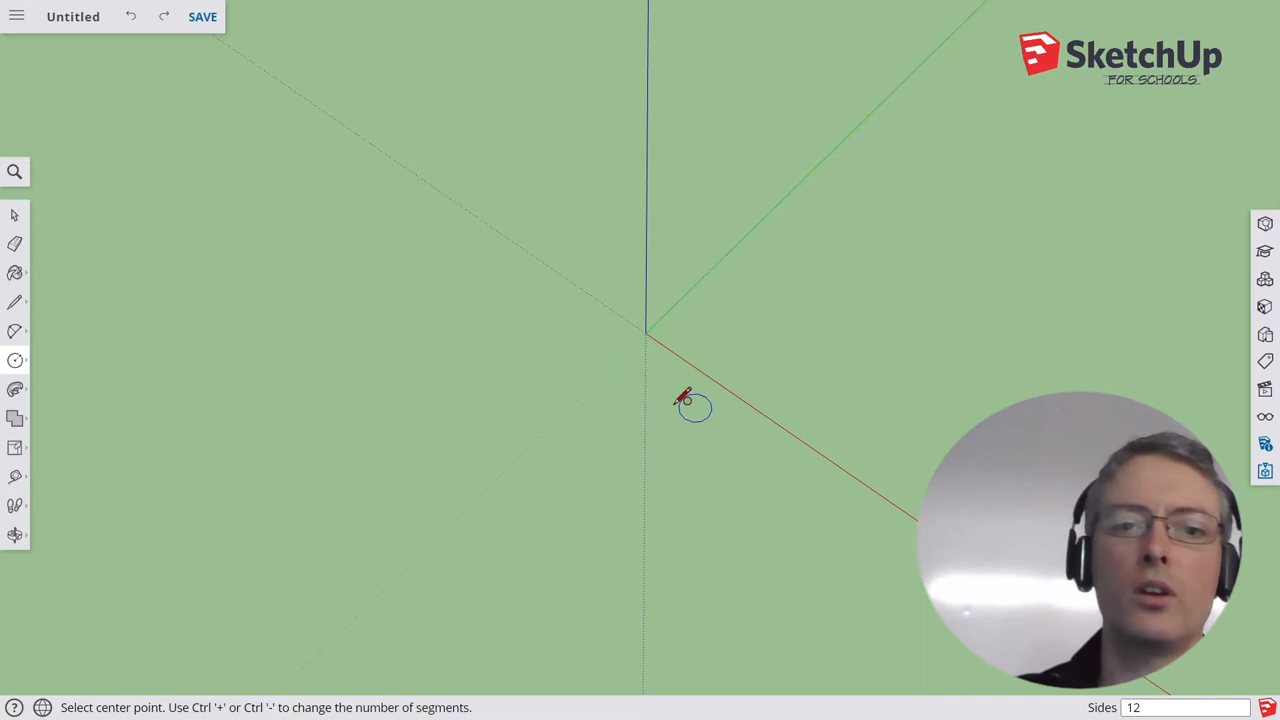 Untitled
SAVE
SketchUp
FOR SCHOOLS
Select center point. Use Ctrl '+' or Ctrl '-' to change the number of segments.
Sides 12